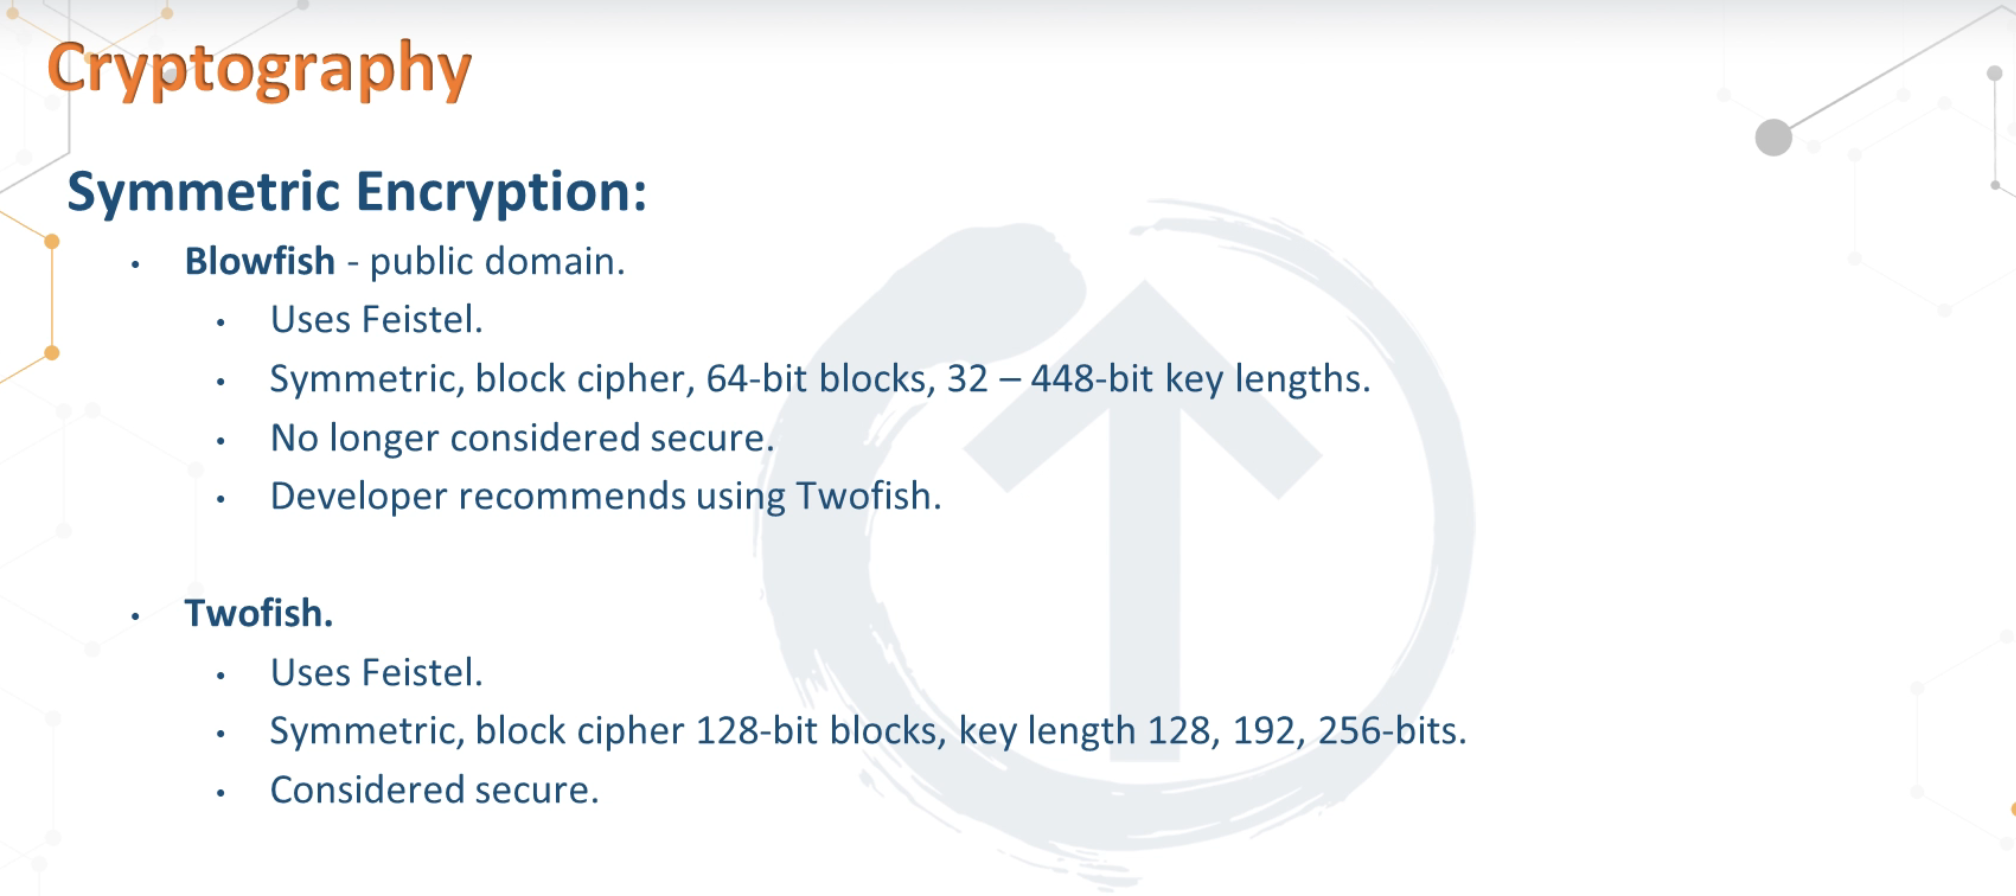 Cryptography
Symmetric Encryption:
• Blowfish - public domain.
• Uses Feistel.
• Symmetric, block cipher, 64-bit blocks, 32 – 448-bit key lengths.
• No longer considered secure.
• Developer recommends using Twofish.
• Twofish.
• Uses Feistel.
• Symmetric, block cipher 128-bit blocks, key length 128, 192, 256-bits.
• Considered secure.